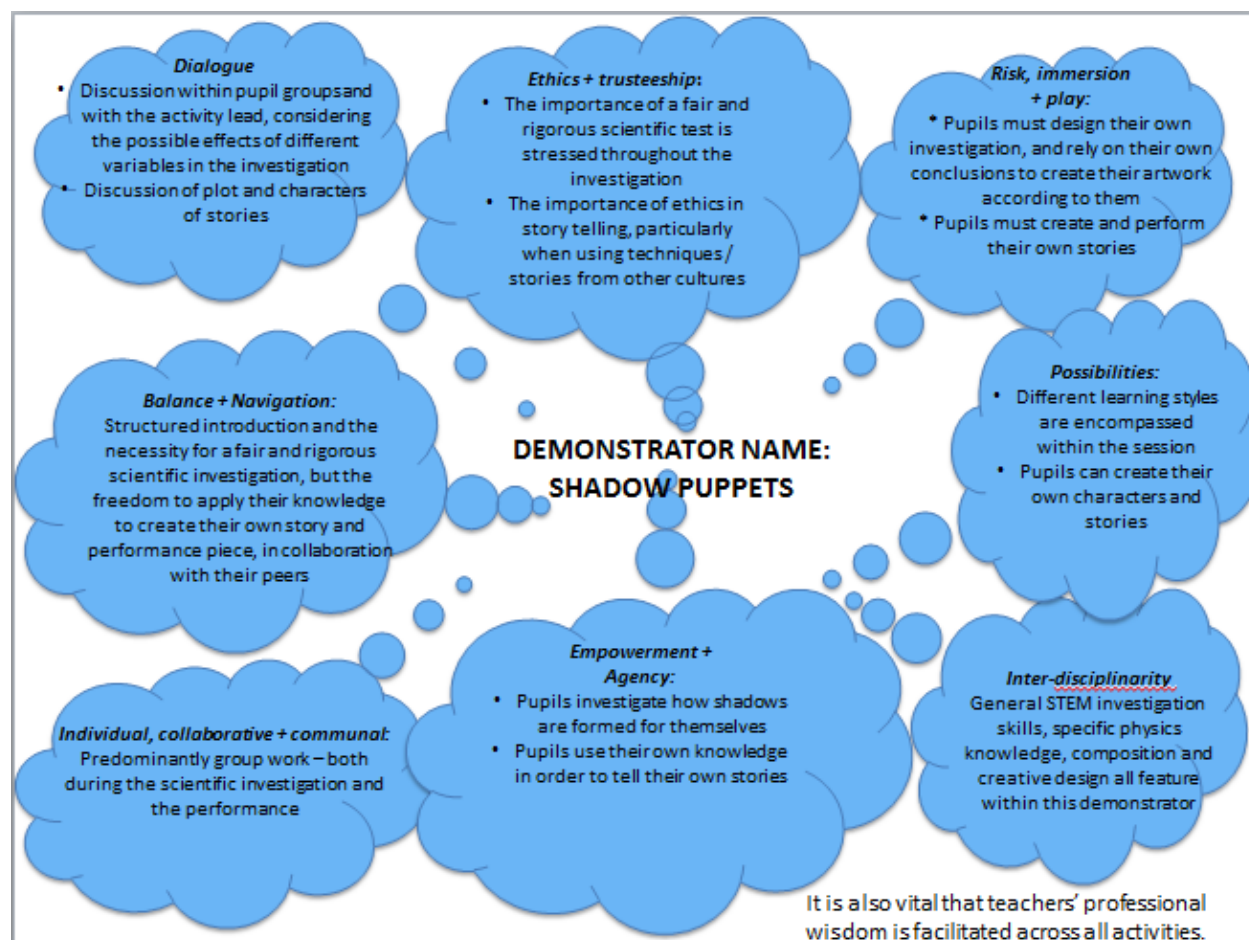 Dialogue
• Discussion within pupil groups and
with the activity lead, considering
the possible effects of different
variables in the investigation
• Discussion of plot and characters
of stories
Ethics + trusteeship:
• The importance of a fair and
rigorous scientific test is
stressed throughout the
investigation
• The importance of ethics in
story telling, particularly
when using techniques /
stories from other cultures
Risk, immersion
+ play:
* Pupils must design their own
investigation, and rely on their own
conclusions to create their artwork
according to them
* Pupils must create and perform
their own stories
Balance + Navigation:
Structured introduction and the
necessity for a fair and rigorous
scientific investigation, but the
freedom to apply their knowledge
to create their own story and
performance piece, in collaboration
with their peers
DEMONSTRATOR NAME:
SHADOW PUPPETS
Possibilities:
• Different learning styles
are encompassed
within the session
• Pupils can create their
own characters and
stories
Individual, collaborative + communal:
Predominantly group work – both
during the scientific investigation and
the performance
Empowerment +
Agency:
• Pupils investigate how shadows
are formed for themselves
• Pupils use their own knowledge
in order to tell their own stories
Inter-disciplinarity
General STEM investigation
skills, specific physics
knowledge, composition and
creative design all feature
within this demonstrator
It is also vital that teachers’ professional
wisdom is facilitated across all activities.